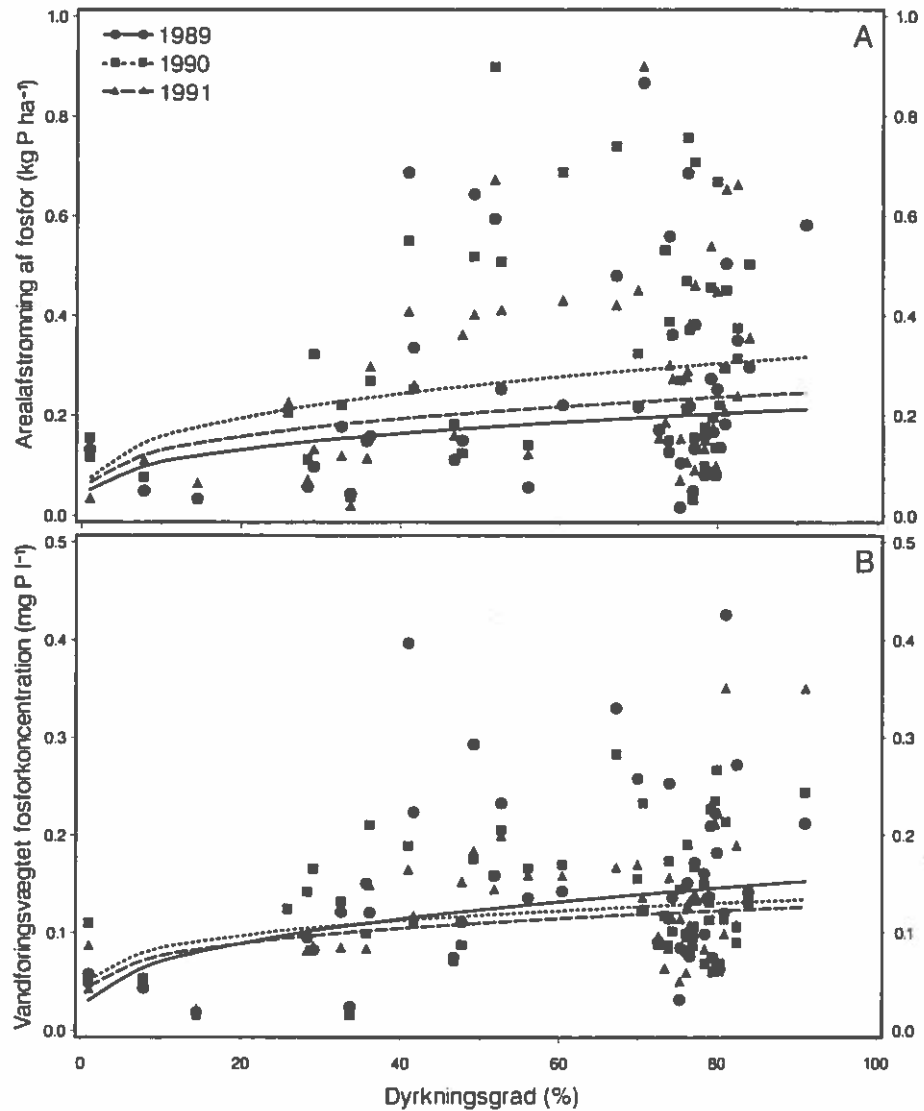 1.0 1.0
1989
A
1990
1991
0.8 0.8
0.6 0.6
0.4 0.4
0.2 0.2
0.0 0.0
Arealafstrømning af fosfor (kg P ha⁻¹)
0.5 0.5
B
0.4 0.4
0.3 0.3
0.2 0.2
0.1 0.1
0.0 0.0
Vandføringsvægtet fosforkoncentration (mg P l⁻¹)
0 20 40 60 80 100
Dyrkningsgrad (%)